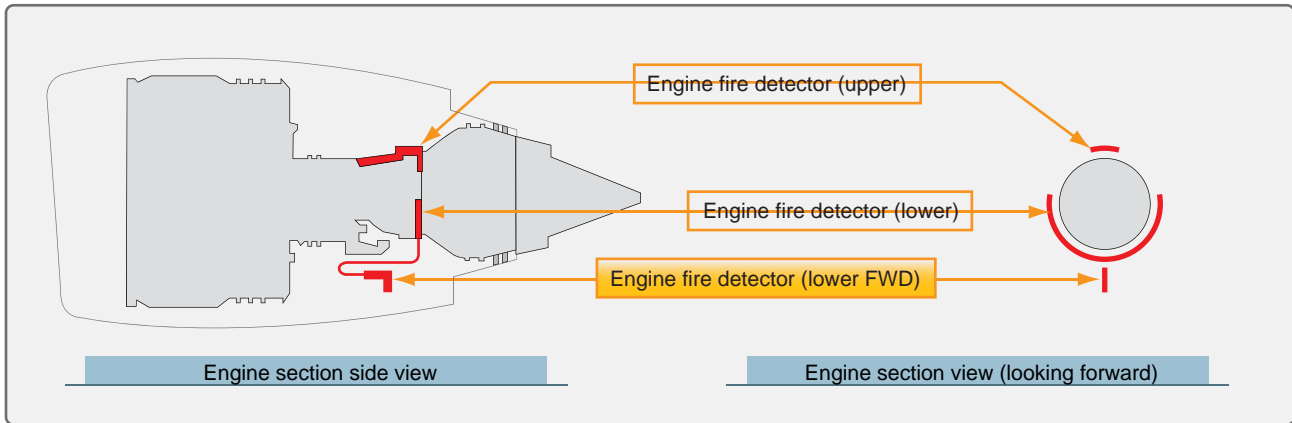 Engine fire detector (upper)
Engine fire detector (lower)
Engine fire detector (lower FWD)
Engine section side view
Engine section view (looking forward)